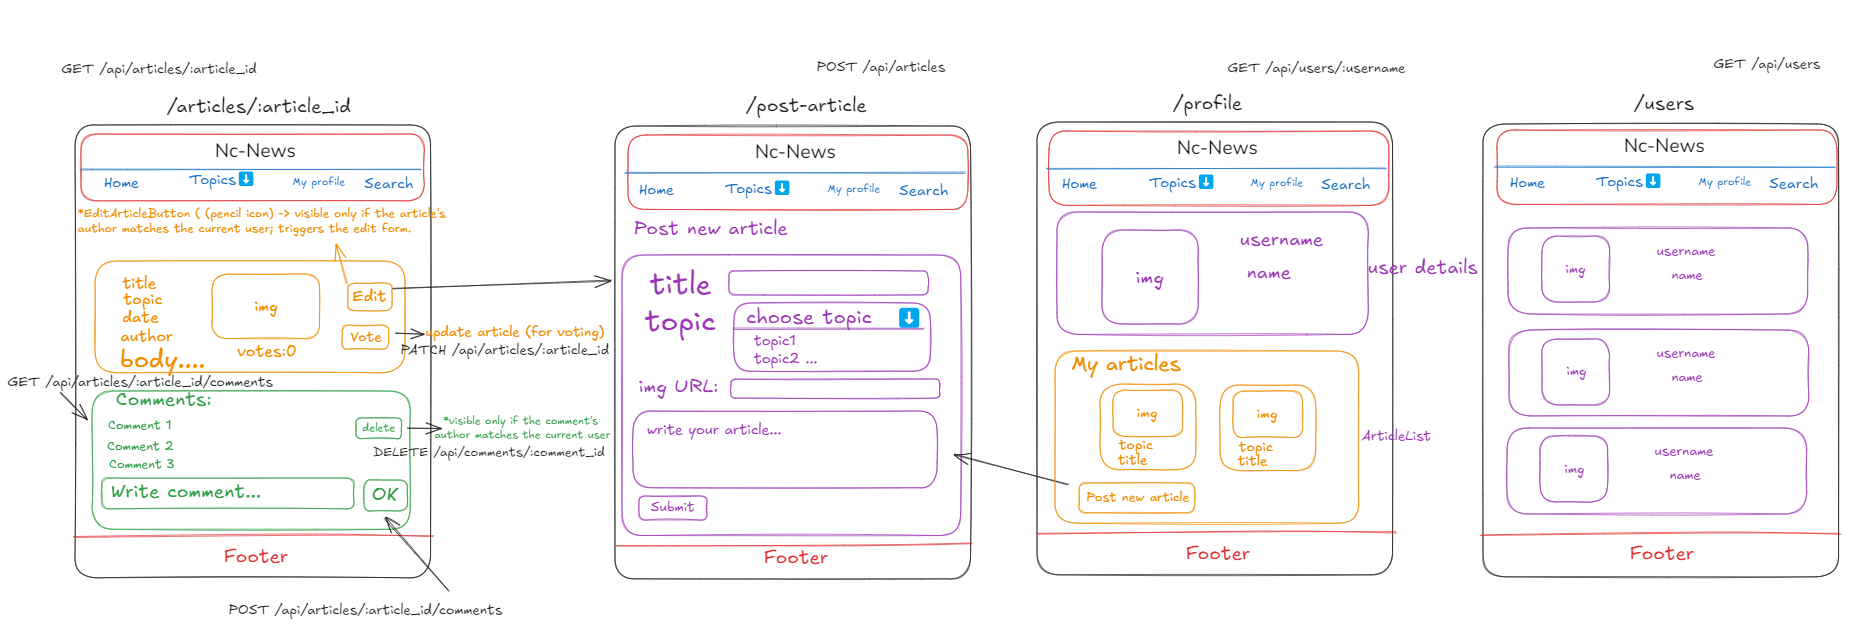 GET /api/articles/:article_id
/articles/:article_id
Nc-News
Home
Topics
My profile
Search
*EditArticleButton ( (pencil icon) -> visible only if the article's
author matches the current user; triggers the edit form.
title
topic
date
author
body....
img
votes:0
Edit
Vote
update article (for voting)
PATCH /api/articles/:article_id
GET /api/articles/:article_id/comments
Comments:
Comment 1
Comment 2
Comment 3
delete
*visible only if the comment's
author matches the current user
DELETE /api/comments/:comment_id
Write comment...
OK
Footer
POST /api/articles/:article_id/comments
POST /api/articles
/post-article
Nc-News
Home
Topics
My profile
Search
Post new article
title
topic
choose topic
topic1
topic2 ...
img URL:
write your article...
Submit
Footer
GET /api/users/:username
/profile
Nc-News
Home
Topics
My profile
Search
img
username
name
user details
My articles
img
topic
title
img
topic
title
ArticleList
Post new article
Footer
GET /api/users
/users
Nc-News
Home
Topics
My profile
Search
img
username
name
img
username
name
img
username
name
Footer